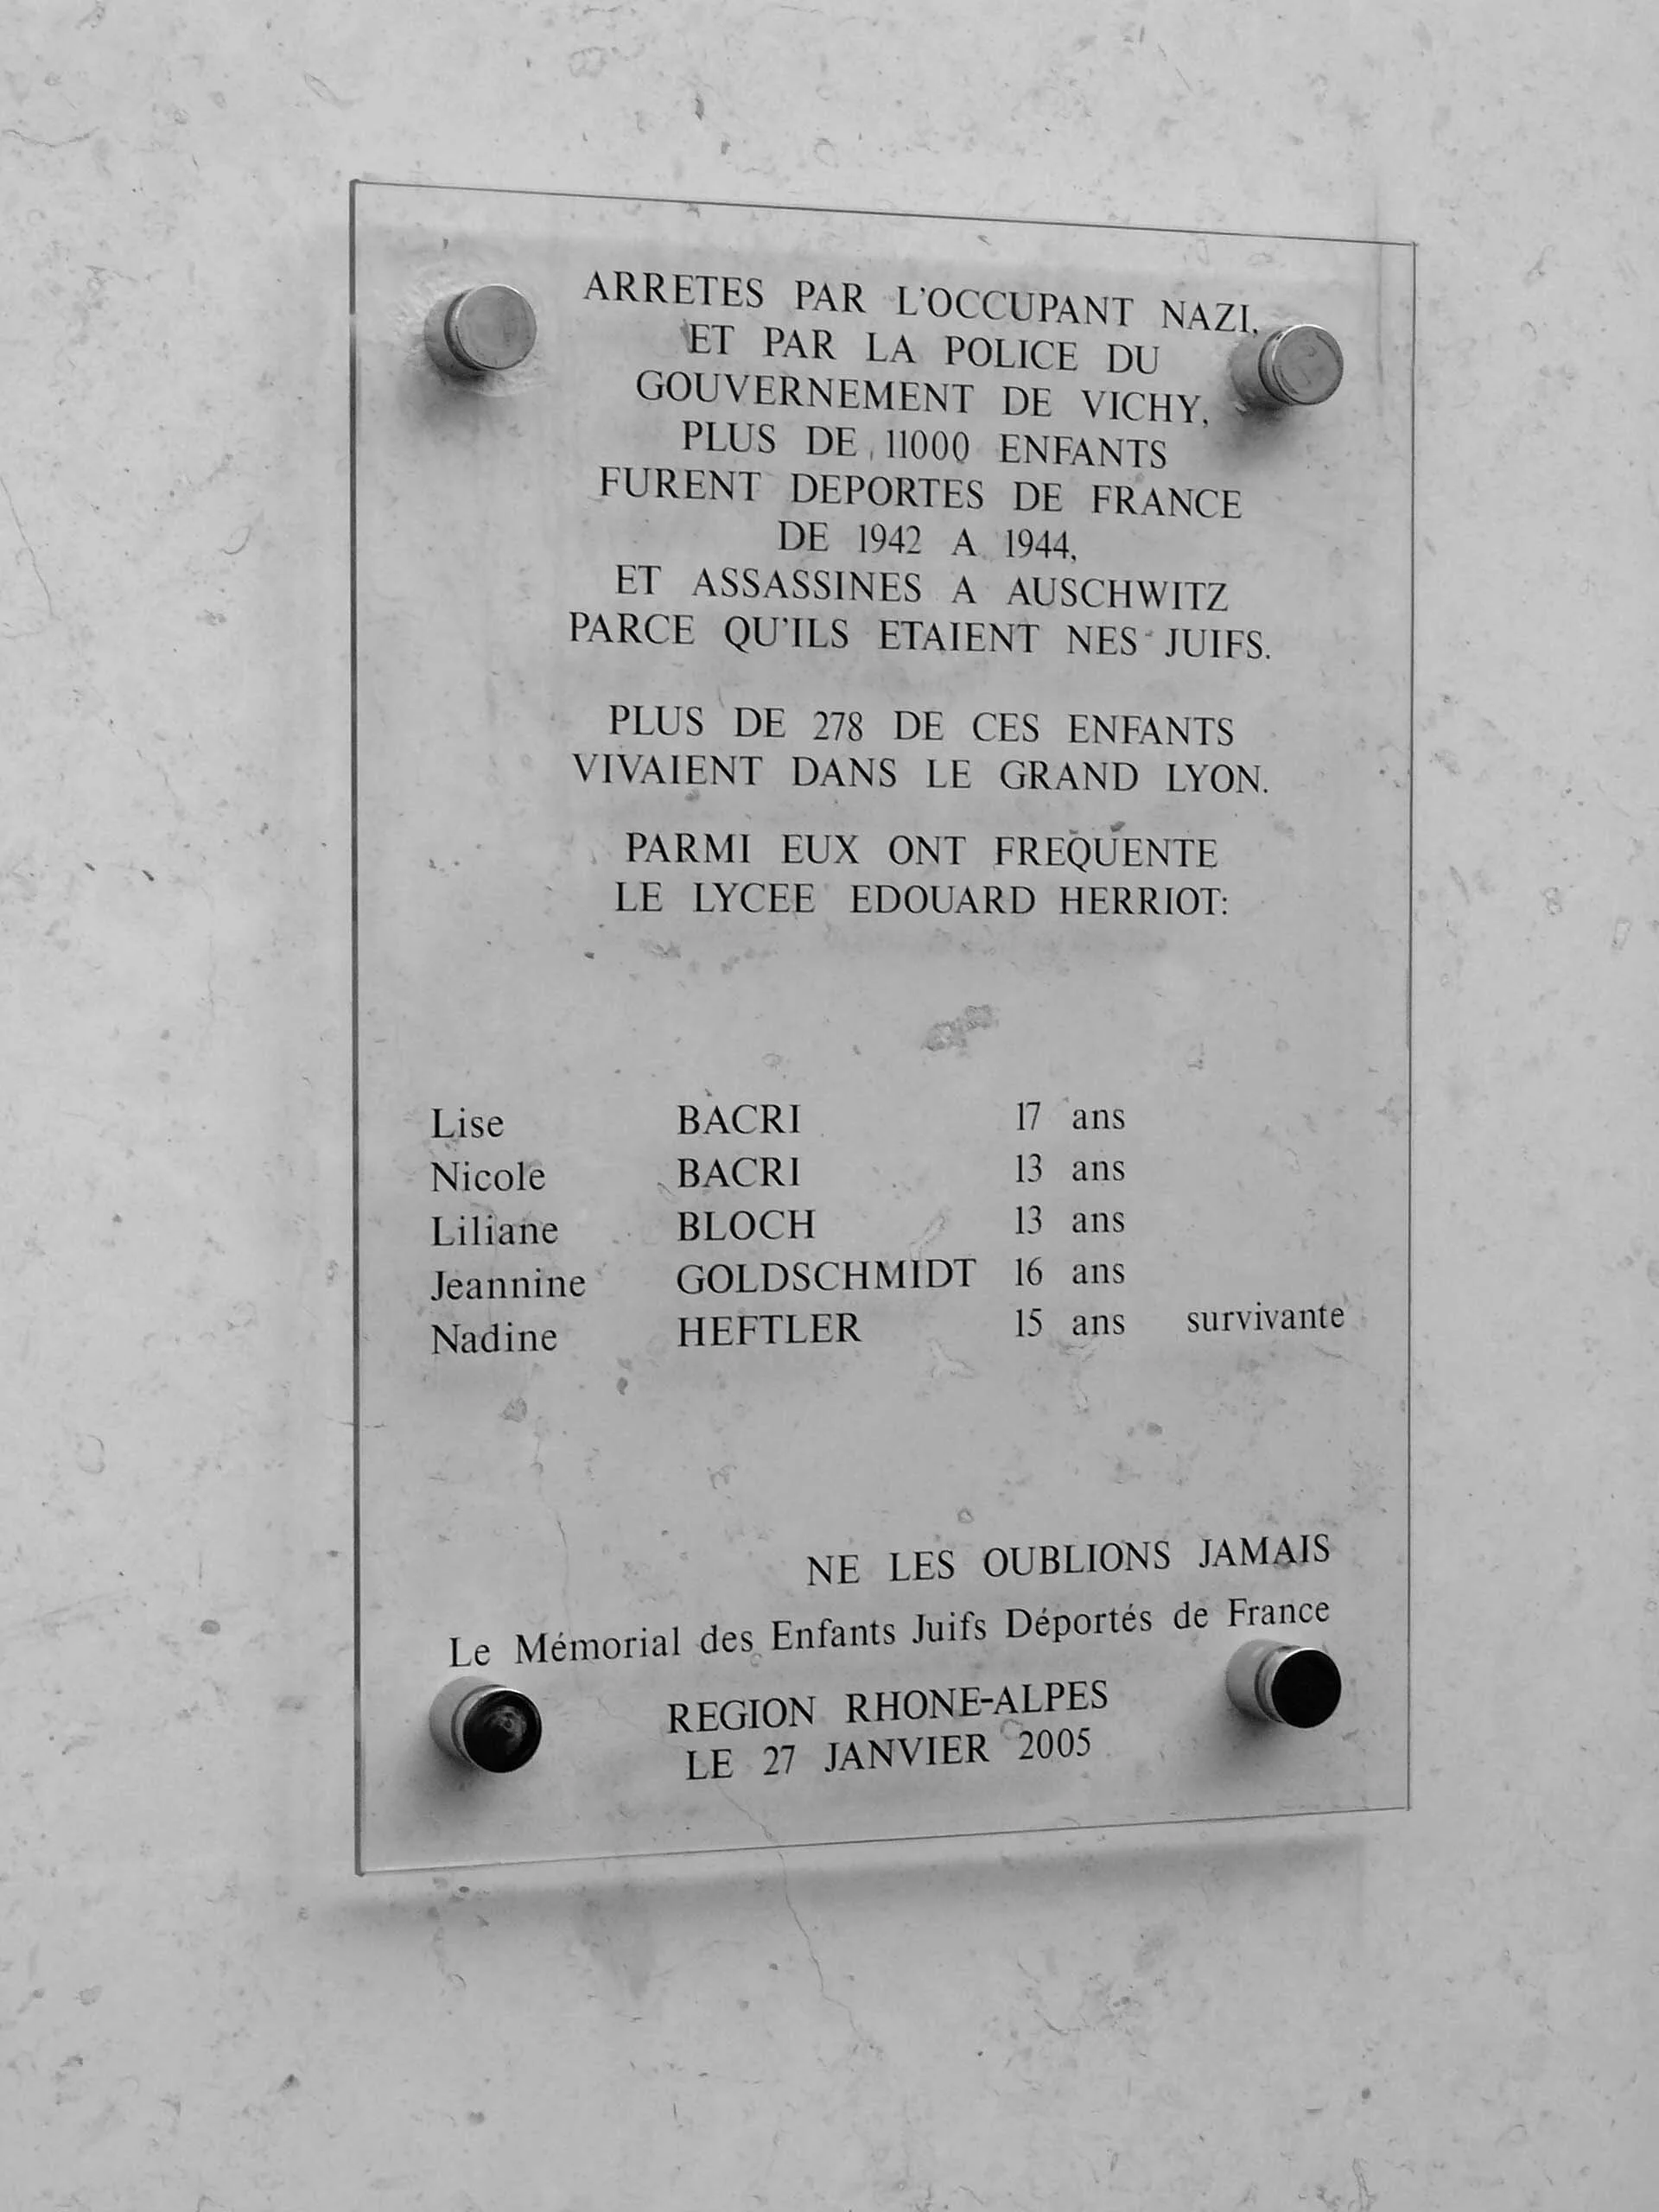 ARRETES PAR L'OCCUPANT NAZI,
ET PAR LA POLICE DU
GOUVERNEMENT DE VICHY,
PLUS DE 11000 ENFANTS
FURENT DEPORTES DE FRANCE
DE 1942 A 1944,
ET ASSASSINES A AUSCHWITZ
PARCE QU'ILS ETAIENT NES JUIFS.
PLUS DE 278 DE CES ENFANTS
VIVAIENT DANS LE GRAND LYON.
PARMI EUX ONT FREQUENTE
LE LYCEE EDOUARD HERRIOT:
Lise BACRI 17 ans
Nicole BACRI 13 ans
Liliane BLOCH 13 ans
Jeannine GOLDSCHMIDT 16 ans
Nadine HEFTLER 15 ans survivante
NE LES OUBLIONS JAMAIS
Le Mémorial des Enfants Juifs Déportés de France
REGION RHONE-ALPES
LE 27 JANVIER 2005